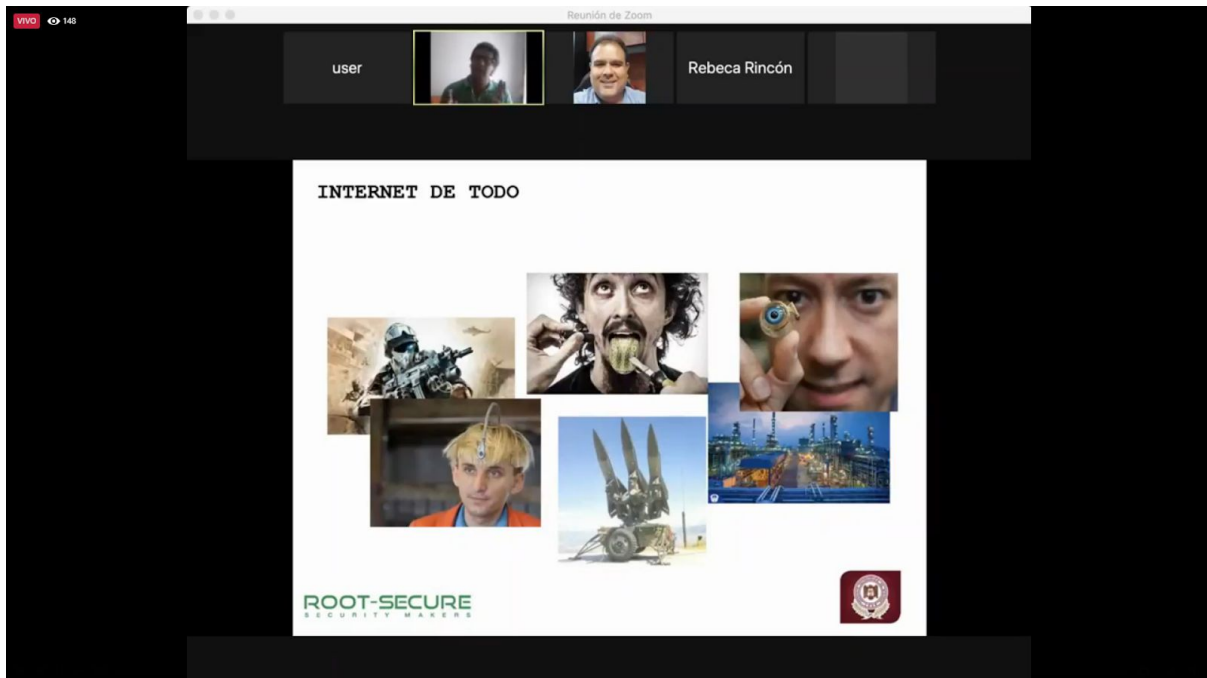 VIVO 148
Reunión de Zoom
user
Rebeca Rincón
INTERNET DE TODO
ROOT-SECURE
SECURITY MAKERS